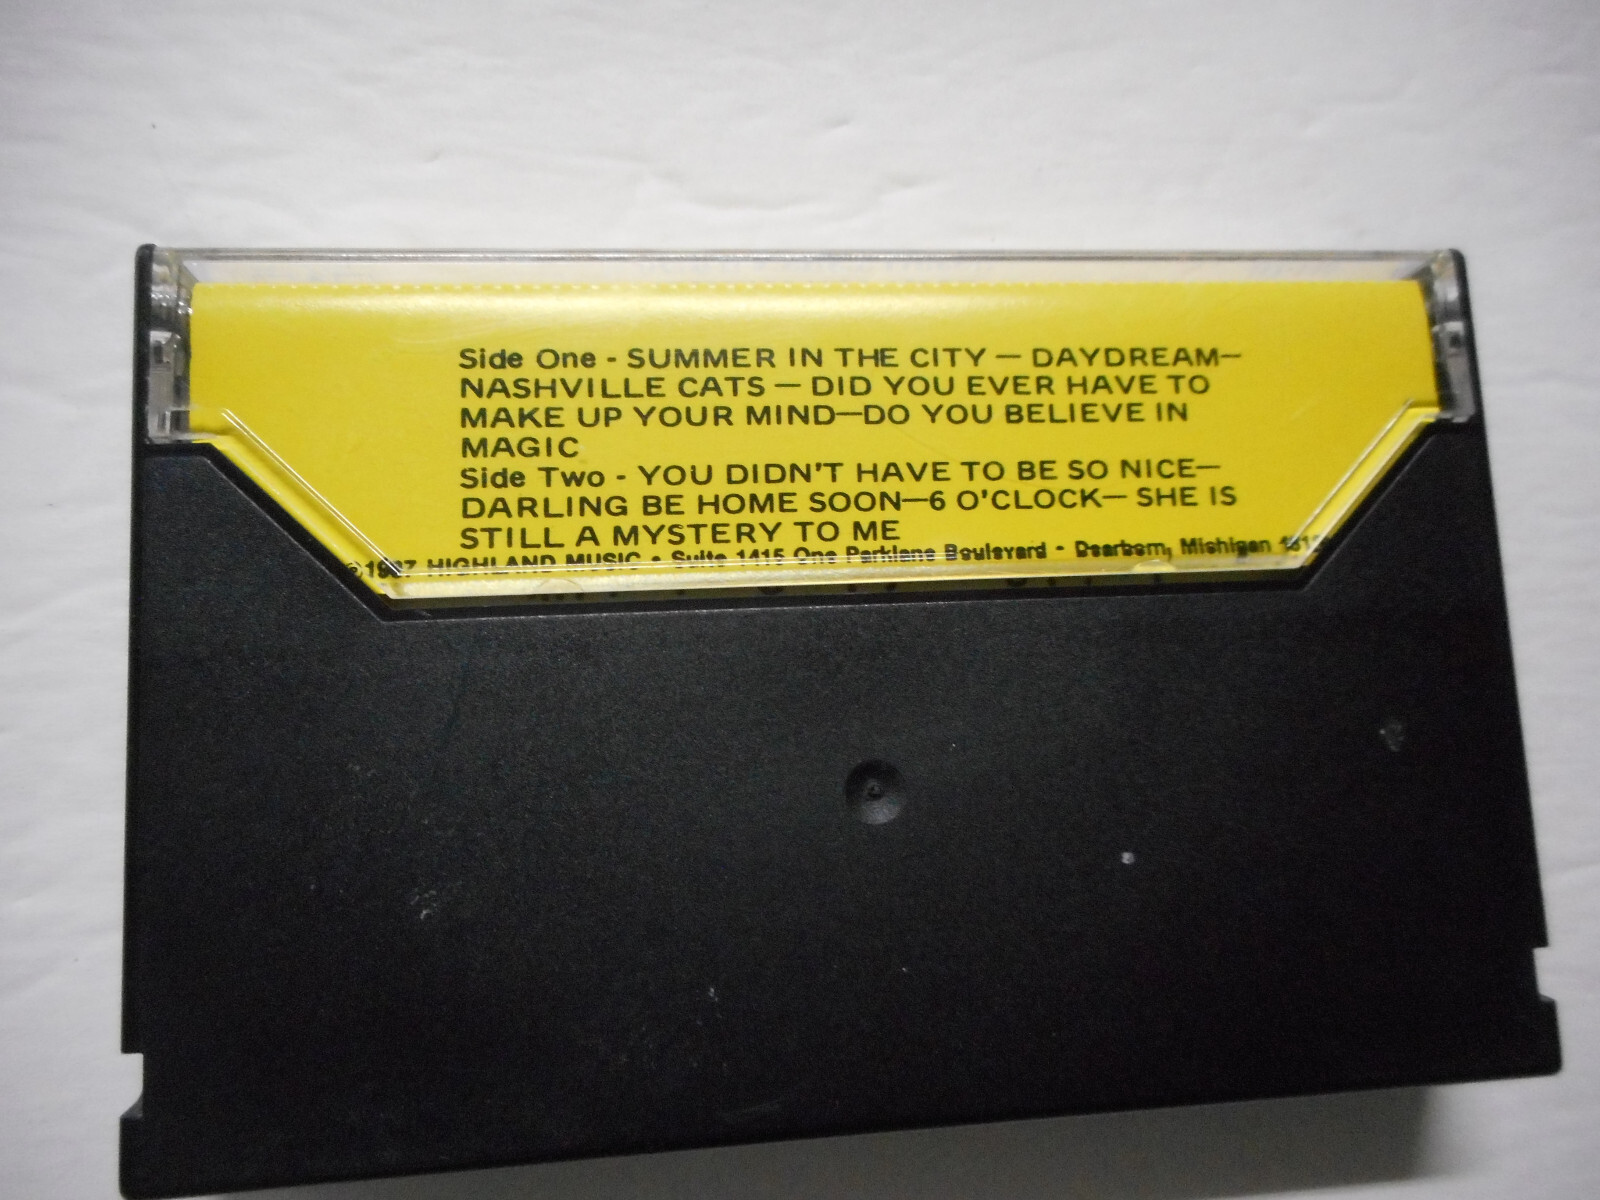 Side One - SUMMER IN THE CITY — DAYDREAM—
NASHVILLE CATS — DID YOU EVER HAVE TO
MAKE UP YOUR MIND—DO YOU BELIEVE IN
MAGIC
Side Two - YOU DIDN'T HAVE TO BE SO NICE—
DARLING BE HOME SOON—6 O'CLOCK— SHE IS
STILL A MYSTERY TO ME
1987 HIGHLAND MUSIC • Suite 1415 One Parklane Boulevard • Dearborn, Michigan